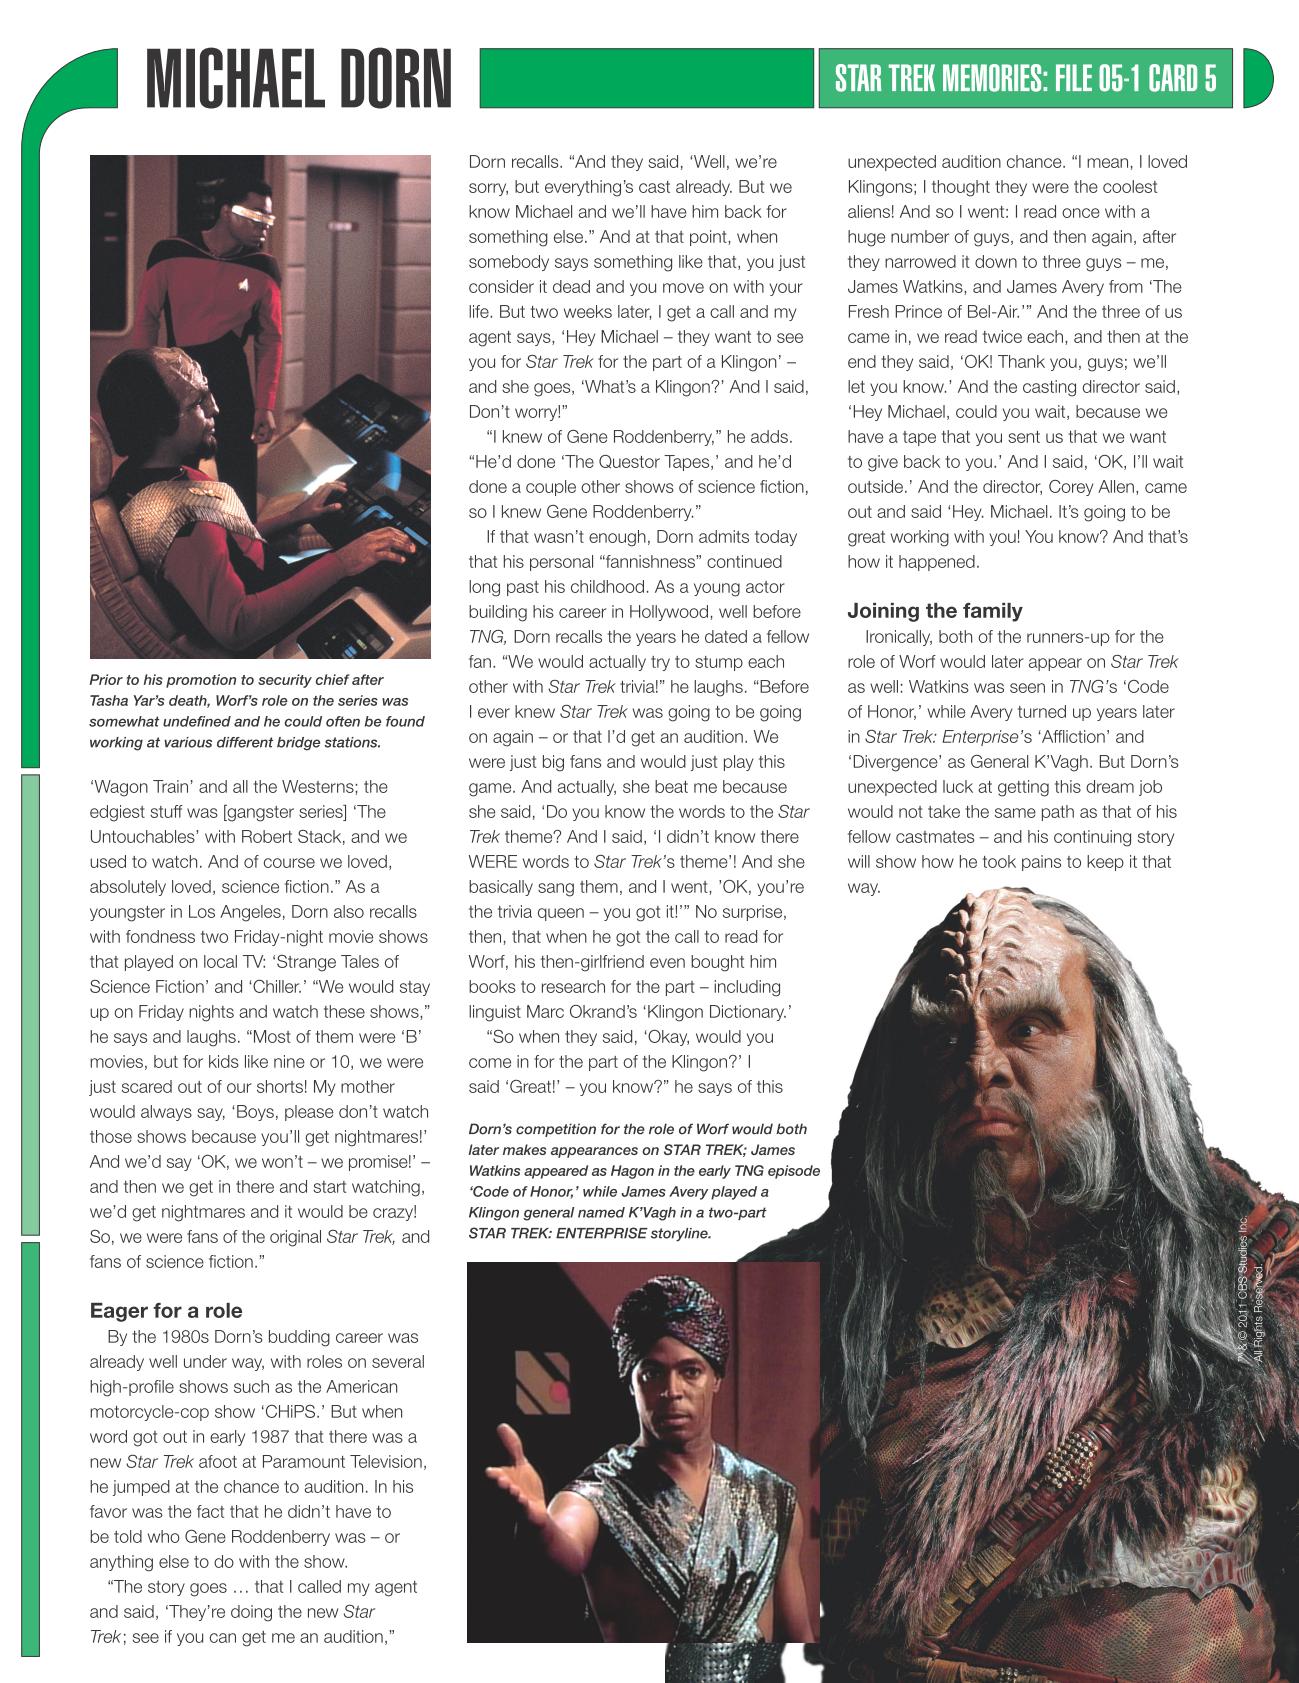 MICHAEL DORN
STAR TREK MEMORIES: FILE 05-1 CARD 5
Prior to his promotion to security chief after
Tasha Yar’s death, Worf’s role on the series was
somewhat undefined and he could often be found
working at various different bridge stations.
‘Wagon Train’ and all the Westerns; the
edgiest stuff was [gangster series] ‘The
Untouchables’ with Robert Stack, and we
used to watch. And of course we loved,
absolutely loved, science fiction.” As a
youngster in Los Angeles, Dorn also recalls
with fondness two Friday-night movie shows
that played on local TV: ‘Strange Tales of
Science Fiction’ and ‘Chiller.’ “We would stay
up on Friday nights and watch these shows,”
he says and laughs. “Most of them were ‘B’
movies, but for kids like nine or 10, we were
just scared out of our shorts! My mother
would always say, ‘Boys, please don’t watch
those shows because you’ll get nightmares!’
And we’d say ‘OK, we won’t – we promise!’ –
and then we get in there and start watching,
we’d get nightmares and it would be crazy!
So, we were fans of the original Star Trek, and
fans of science fiction.”
Eager for a role
By the 1980s Dorn’s budding career was
already well under way, with roles on several
high-profile shows such as the American
motorcycle-cop show ‘CHiPS.’ But when
word got out in early 1987 that there was a
new Star Trek afoot at Paramount Television,
he jumped at the chance to audition. In his
favor was the fact that he didn’t have to
be told who Gene Roddenberry was – or
anything else to do with the show.
“The story goes … that I called my agent
and said, ‘They’re doing the new Star
Trek; see if you can get me an audition,”
Dorn recalls. “And they said, ‘Well, we’re
sorry, but everything’s cast already. But we
know Michael and we’ll have him back for
something else.” And at that point, when
somebody says something like that, you just
consider it dead and you move on with your
life. But two weeks later, I get a call and my
agent says, ‘Hey Michael – they want to see
you for Star Trek for the part of a Klingon’ –
and she goes, ‘What’s a Klingon?’ And I said,
Don’t worry!”
“I knew of Gene Roddenberry,” he adds.
“He’d done ‘The Questor Tapes,’ and he’d
done a couple other shows of science fiction,
so I knew Gene Roddenberry.”
If that wasn’t enough, Dorn admits today
that his personal “fannishness” continued
long past his childhood. As a young actor
building his career in Hollywood, well before
TNG, Dorn recalls the years he dated a fellow
fan. “We would actually try to stump each
other with Star Trek trivia!” he laughs. “Before
I ever knew Star Trek was going to be going
on again – or that I’d get an audition. We
were just big fans and would just play this
game. And actually, she beat me because
she said, ‘Do you know the words to the Star
Trek theme? And I said, ‘I didn’t know there
WERE words to Star Trek’s theme’! And she
basically sang them, and I went, ’OK, you’re
the trivia queen – you got it!’” No surprise,
then, that when he got the call to read for
Worf, his then-girlfriend even bought him
books to research for the part – including
linguist Marc Okrand’s ‘Klingon Dictionary.’
“So when they said, ‘Okay, would you
come in for the part of the Klingon?’ I
said ‘Great!’ – you know?” he says of this
Dorn’s competition for the role of Worf would both
later makes appearances on STAR TREK; James
Watkins appeared as Hagon in the early TNG episode
‘Code of Honor,’ while James Avery played a
Klingon general named K’Vagh in a two-part
STAR TREK: ENTERPRISE storyline.
unexpected audition chance. “I mean, I loved
Klingons; I thought they were the coolest
aliens! And so I went: I read once with a
huge number of guys, and then again, after
they narrowed it down to three guys – me,
James Watkins, and James Avery from ‘The
Fresh Prince of Bel-Air.’” And the three of us
came in, we read twice each, and then at the
end they said, ‘OK! Thank you, guys; we’ll
let you know.’ And the casting director said,
‘Hey Michael, could you wait, because we
have a tape that you sent us that we want
to give back to you.’ And I said, ‘OK, I’ll wait
outside.’ And the director, Corey Allen, came
out and said ‘Hey. Michael. It’s going to be
great working with you! You know? And that’s
how it happened.
Joining the family
Ironically, both of the runners-up for the
role of Worf would later appear on Star Trek
as well: Watkins was seen in TNG’s ‘Code
of Honor,’ while Avery turned up years later
in Star Trek: Enterprise’s ‘Affliction’ and
‘Divergence’ as General K’Vagh. But Dorn’s
unexpected luck at getting this dream job
would not take the same path as that of his
fellow castmates – and his continuing story
will show how he took pains to keep it that
way.
™ & © 2011 CBS Studios Inc.
All Rights Reserved.